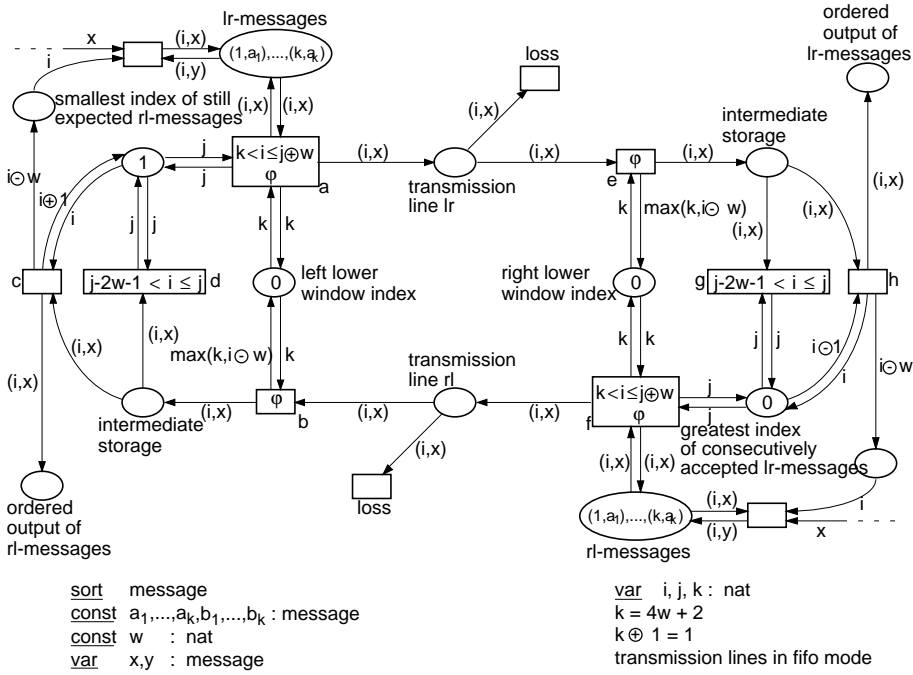 lr-messages
ordered
output of
lr-messages
x
(i,x)
(1,a₁),...,(k,aₖ)
(i,y)
i
loss
smallest index of still
expected rl-messages
(i,x)
(i,x)
(i,x)
intermediate
storage
1
j
j
k<i≤j⊕w
φ
a
(i,x)
transmission
line lr
(i,x)
φ
e
(i,x)
i⊖w
i⊕1
i
j
j
k
k
k
max(k,i⊖w)
(i,x)
(i,x)
(i,x)
c
j-2w-1 < i ≤ j
d
0
left lower
window index
right lower
window index
0
g
j-2w-1 < i ≤ j
h
(i,x)
(i,x)
(i,x)
max(k,i⊖w)
k
transmission
line rl
k
k
j
j
i⊖1
i
i⊖w
intermediate
storage
(i,x)
φ
b
(i,x)
(i,x)
k<i≤j⊕w
φ
f
j
j
0
greatest index
of consecutively
accepted lr-messages
(i,x)
loss
(i,x)
(i,x)
ordered
output of
rl-messages
(1,a₁),...,(k,aₖ)
(i,x)
(i,y)
i
x
rl-messages
sort message
const a₁,...,aₖ,b₁,...,bₖ : message
const w : nat
var x,y : message
var i, j, k : nat
k = 4w + 2
k ⊕ 1 = 1
transmission lines in fifo mode